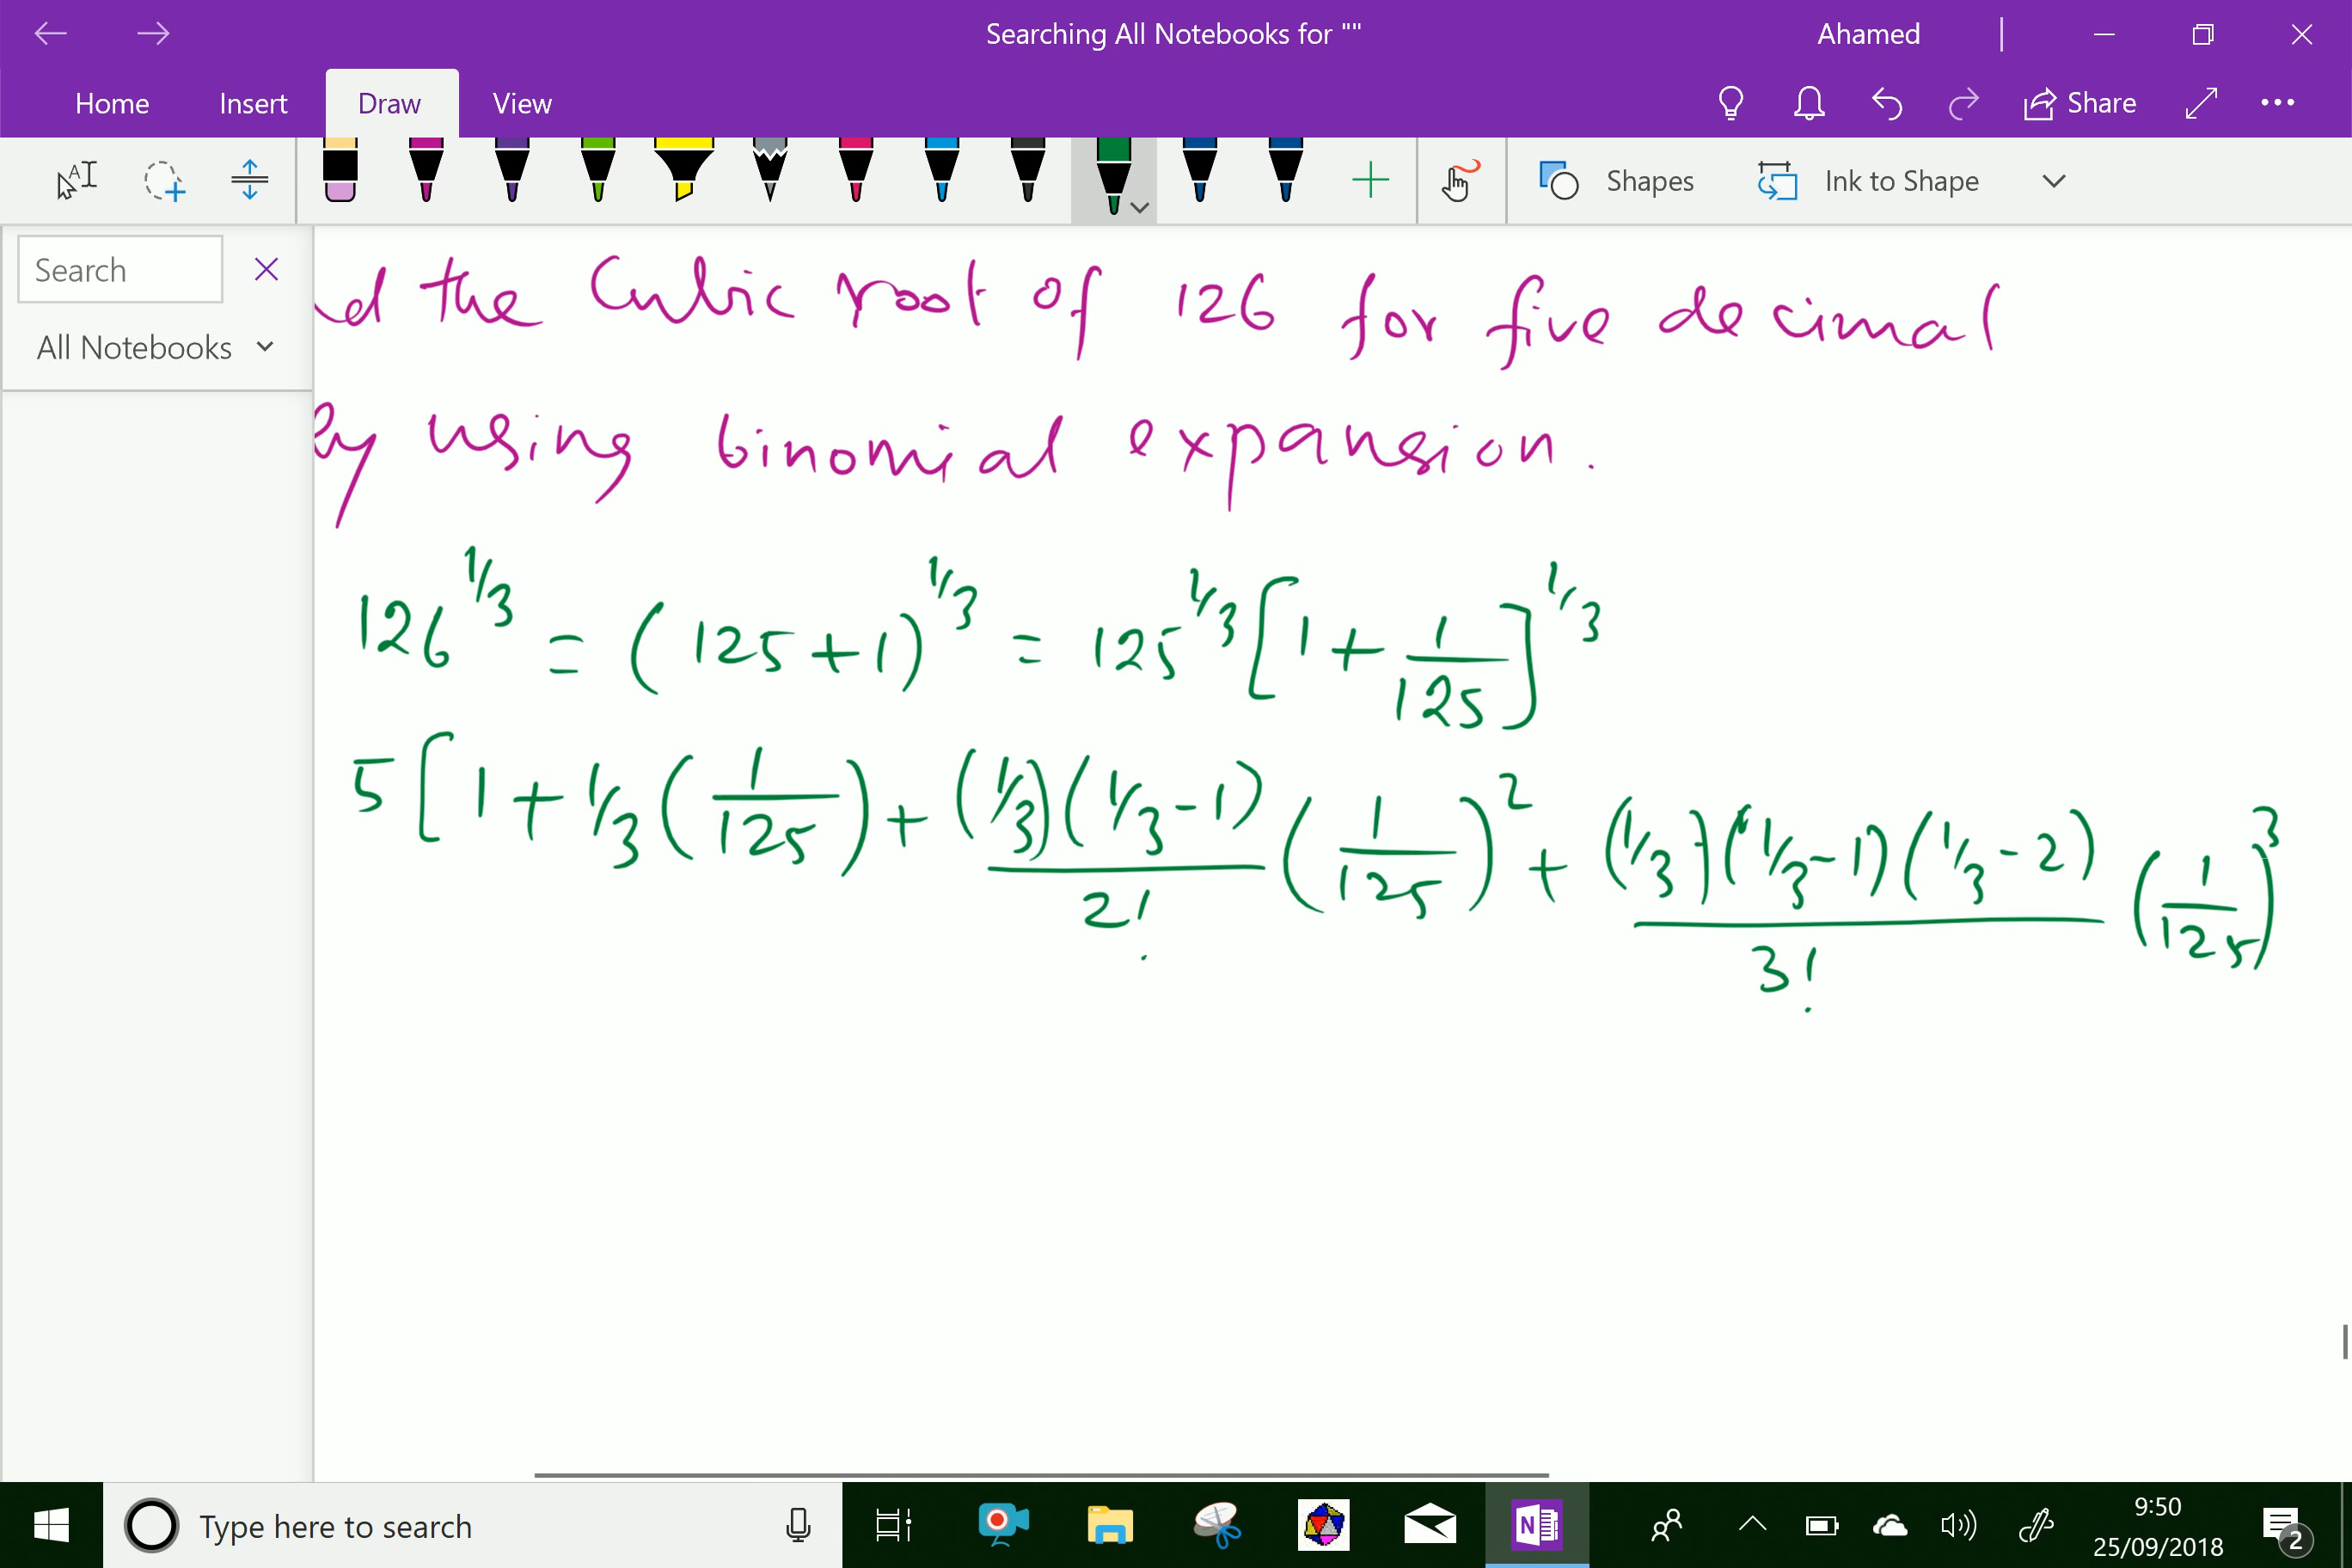 Searching All Notebooks for ""
Ahamed
Home Insert Draw View
Share
Shapes
Ink to Shape
Search
All Notebooks
d the Cubic root of 126 for five decimal
by using binomial expansion.
126^1/3 = (125+1)^1/3 = 125^1/3 [1 + 1/125]^1/3
5[1 + 1/3(1/125) + (1/3)(1/3-1)/2! (1/125)^2 + (1/3)(1/3-1)(1/3-2)/3! (1/125)^3
Type here to search
N
9:50
25/09/2018
2